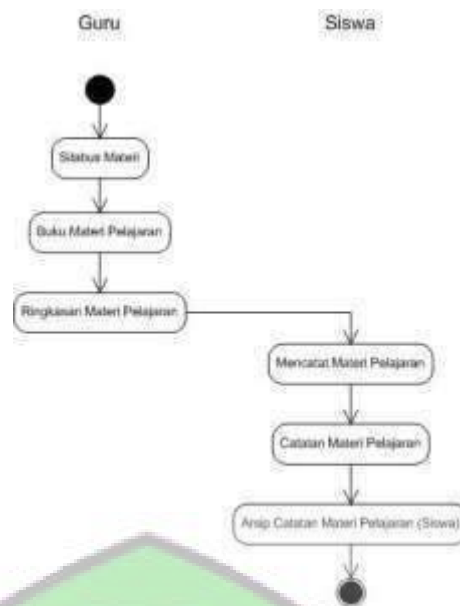 Guru
Siswa
Silabus Materi
Buku Materi Pelajaran
Ringkasan Materi Pelajaran
Mencatat Materi Pelajaran
Catatan Materi Pelajaran
Arsip Catatan Materi Pelajaran (Siswa)